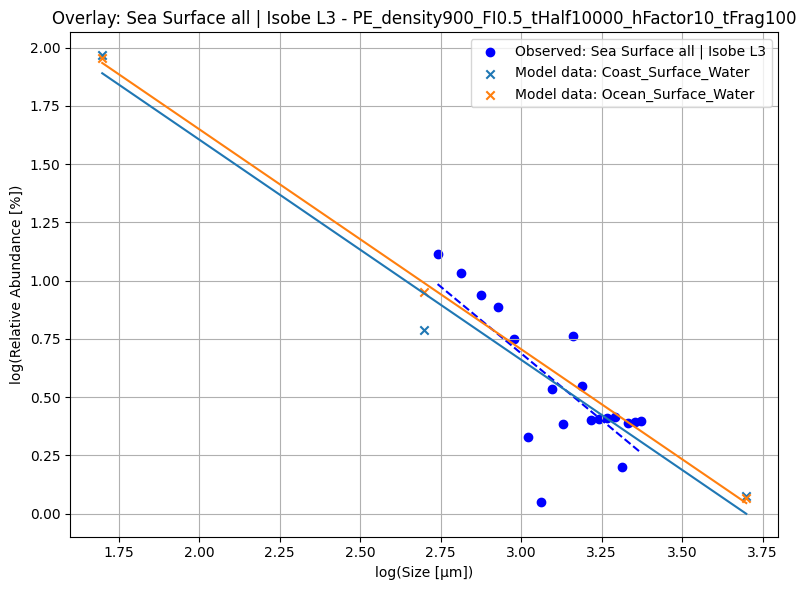 Overlay: Sea Surface all | Isobe L3 - PE_density900_FI0.5_tHalf10000_hFactor10_tFrag100
Observed: Sea Surface all | Isobe L3
Model data: Coast_Surface_Water
Model data: Ocean_Surface_Water
log(Relative Abundance [%])
2.00
1.75
1.50
1.25
1.00
0.75
0.50
0.25
0.00
1.75 2.00 2.25 2.50 2.75 3.00 3.25 3.50 3.75
log(Size [µm])